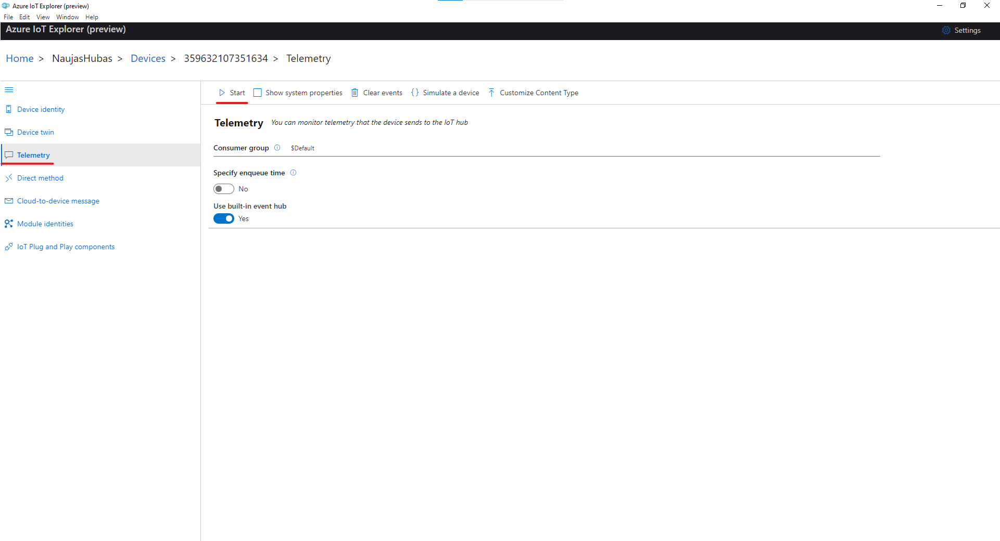 Azure IoT Explorer (preview)
File Edit View Window Help
Azure IoT Explorer (preview)
Settings
Home > NaujasHubas > Devices > 359632107351634 > Telemetry
Start Show system properties Clear events {} Simulate a device Customize Content Type
Device identity
Device twin
Telemetry
Direct method
Cloud-to-device message
Module identities
IoT Plug and Play components
Telemetry You can monitor telemetry that the device sends to the IoT hub
Consumer group $Default
Specify enqueue time
No
Use built-in event hub
Yes